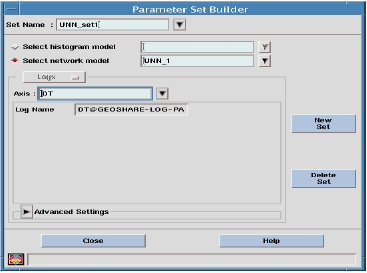 Parameter Set Builder
Set Name : UNN_set1
Select histogram model
Select network model UNN_1
Logs
Axis : DT
Log Name DT@GEOSHARE-LOG-PA
New Set
Delete Set
Advanced Settings
Close Help